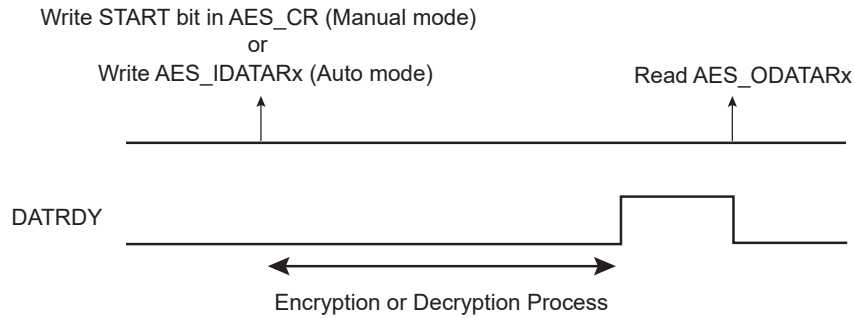 Write START bit in AES_CR (Manual mode)
or
Write AES_IDATARx (Auto mode)
Read AES_ODATARx
DATRDY
Encryption or Decryption Process